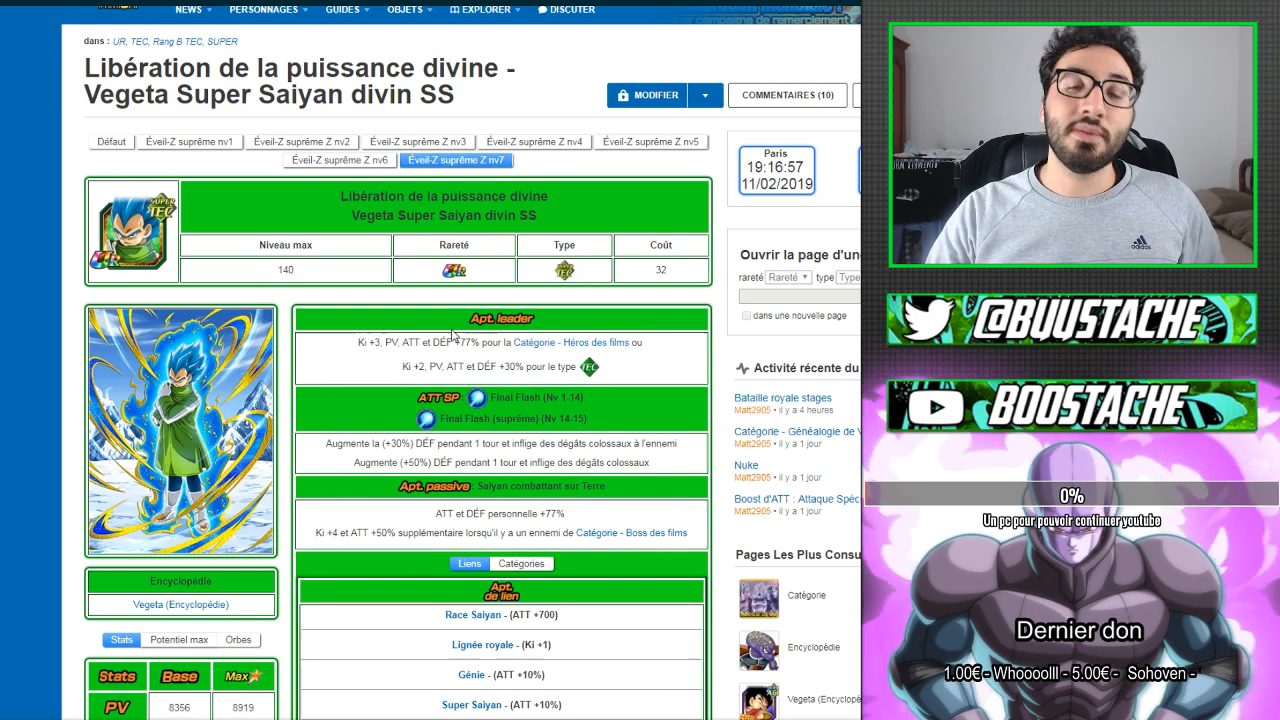 NEWS PERSONNAGES GUIDES OBJETS EXPLORER DISCUTER
dans : UR, TEC, Rang B TEC, SUPER
Libération de la puissance divine -
Vegeta Super Saiyan divin SS
MODIFIER
COMMENTAIRES (10)
Défaut Éveil-Z suprême nv1 Éveil-Z suprême Z nv2 Éveil-Z suprême Z nv3 Éveil-Z suprême Z nv4 Éveil-Z suprême Z nv5
Éveil-Z suprême Z nv6 Éveil-Z suprême Z nv7
SUPER TEC
UR
Libération de la puissance divine
Vegeta Super Saiyan divin SS
Niveau max Rareté Type Coût
140 UR TEC 32
Apt. leader
Ki +3, PV, ATT et DÉF +77% pour la Catégorie - Héros des films ou
Ki +2, PV, ATT et DÉF +30% pour le type TEC
ATT SP : Final Flash (Nv 1-14)
Final Flash (suprême) (Nv 14-15)
Augmente la (+30%) DÉF pendant 1 tour et inflige des dégâts colossaux à l'ennemi
Augmente (+50%) DÉF pendant 1 tour et inflige des dégâts colossaux
Apt. passive : Saiyan combattant sur Terre
ATT et DÉF personelle +77%
Ki +4 et ATT +50% supplémentaire lorsqu'il y a un ennemi de Catégorie - Boss des films
Liens Catégories
Apt. de lien
Race Saiyan - (ATT +700)
Lignée royale - (Ki +1)
Génie - (ATT +10%)
Super Saiyan - (ATT +10%)
Encyclopédie
Vegeta (Encyclopédie)
Stats Potentiel max Orbes
Stats Base Max
PV 8356 8919
Paris
19:16:57
11/02/2019
Ouvrir la page d'un
rareté Rareté type Type
dans une nouvelle page
Activité récente du
Bataille royale stages
Matt2905 • il y a 4 heures
Catégorie - Généalogie de V
Matt2905 • il y a 1 jour
Nuke
Matt2905 • il y a 1 jour
Boost d'ATT : Attaque Spéc
Matt2905 • il y a 1 jour
Pages Les Plus Consu
Catégorie
Encyclopédie
Vegeta (Encyclopé
adidas
@BUUSTACHE
BOOSTACHE
0%
Un pc pour pouvoir continuer youtube
Dernier don
1.00€ - Whoooolll - 5.00€ - Sohoven -